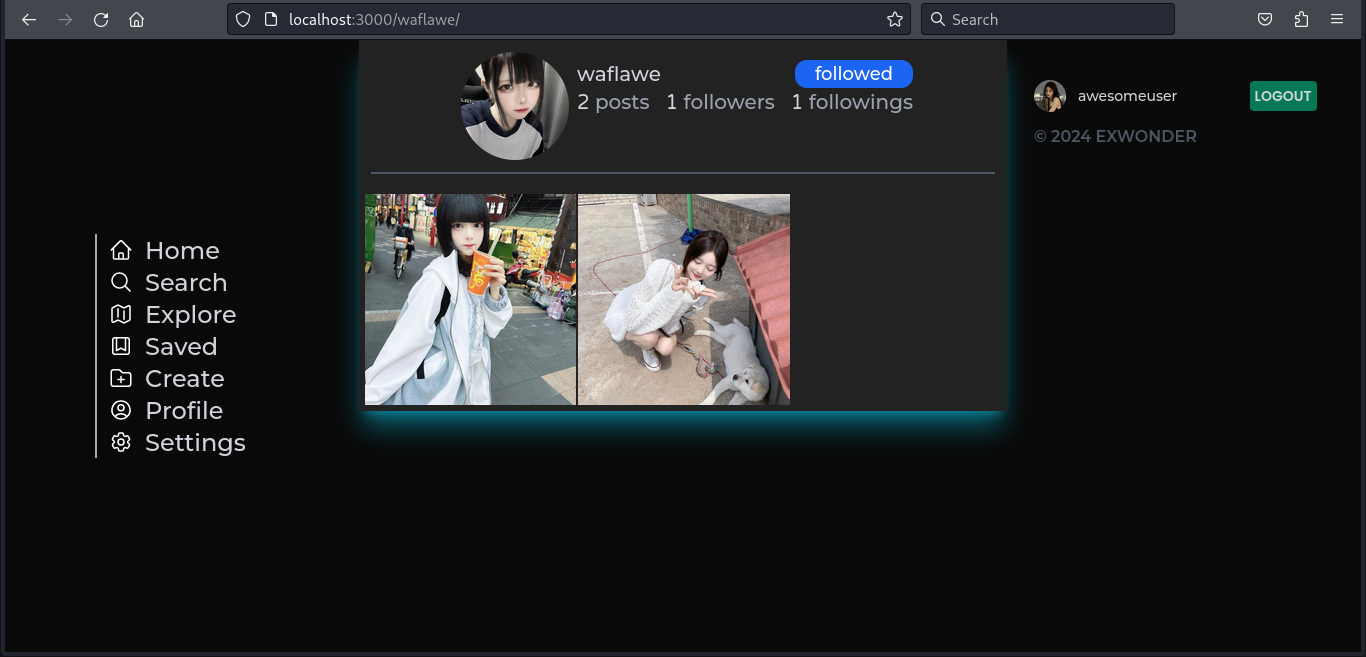 localhost:3000/waflawe/
Search
waflawe
followed
2 posts 1 followers 1 followings
awesomeuser
LOGOUT
© 2024 EXWONDER
Home
Search
Explore
Saved
Create
Profile
Settings